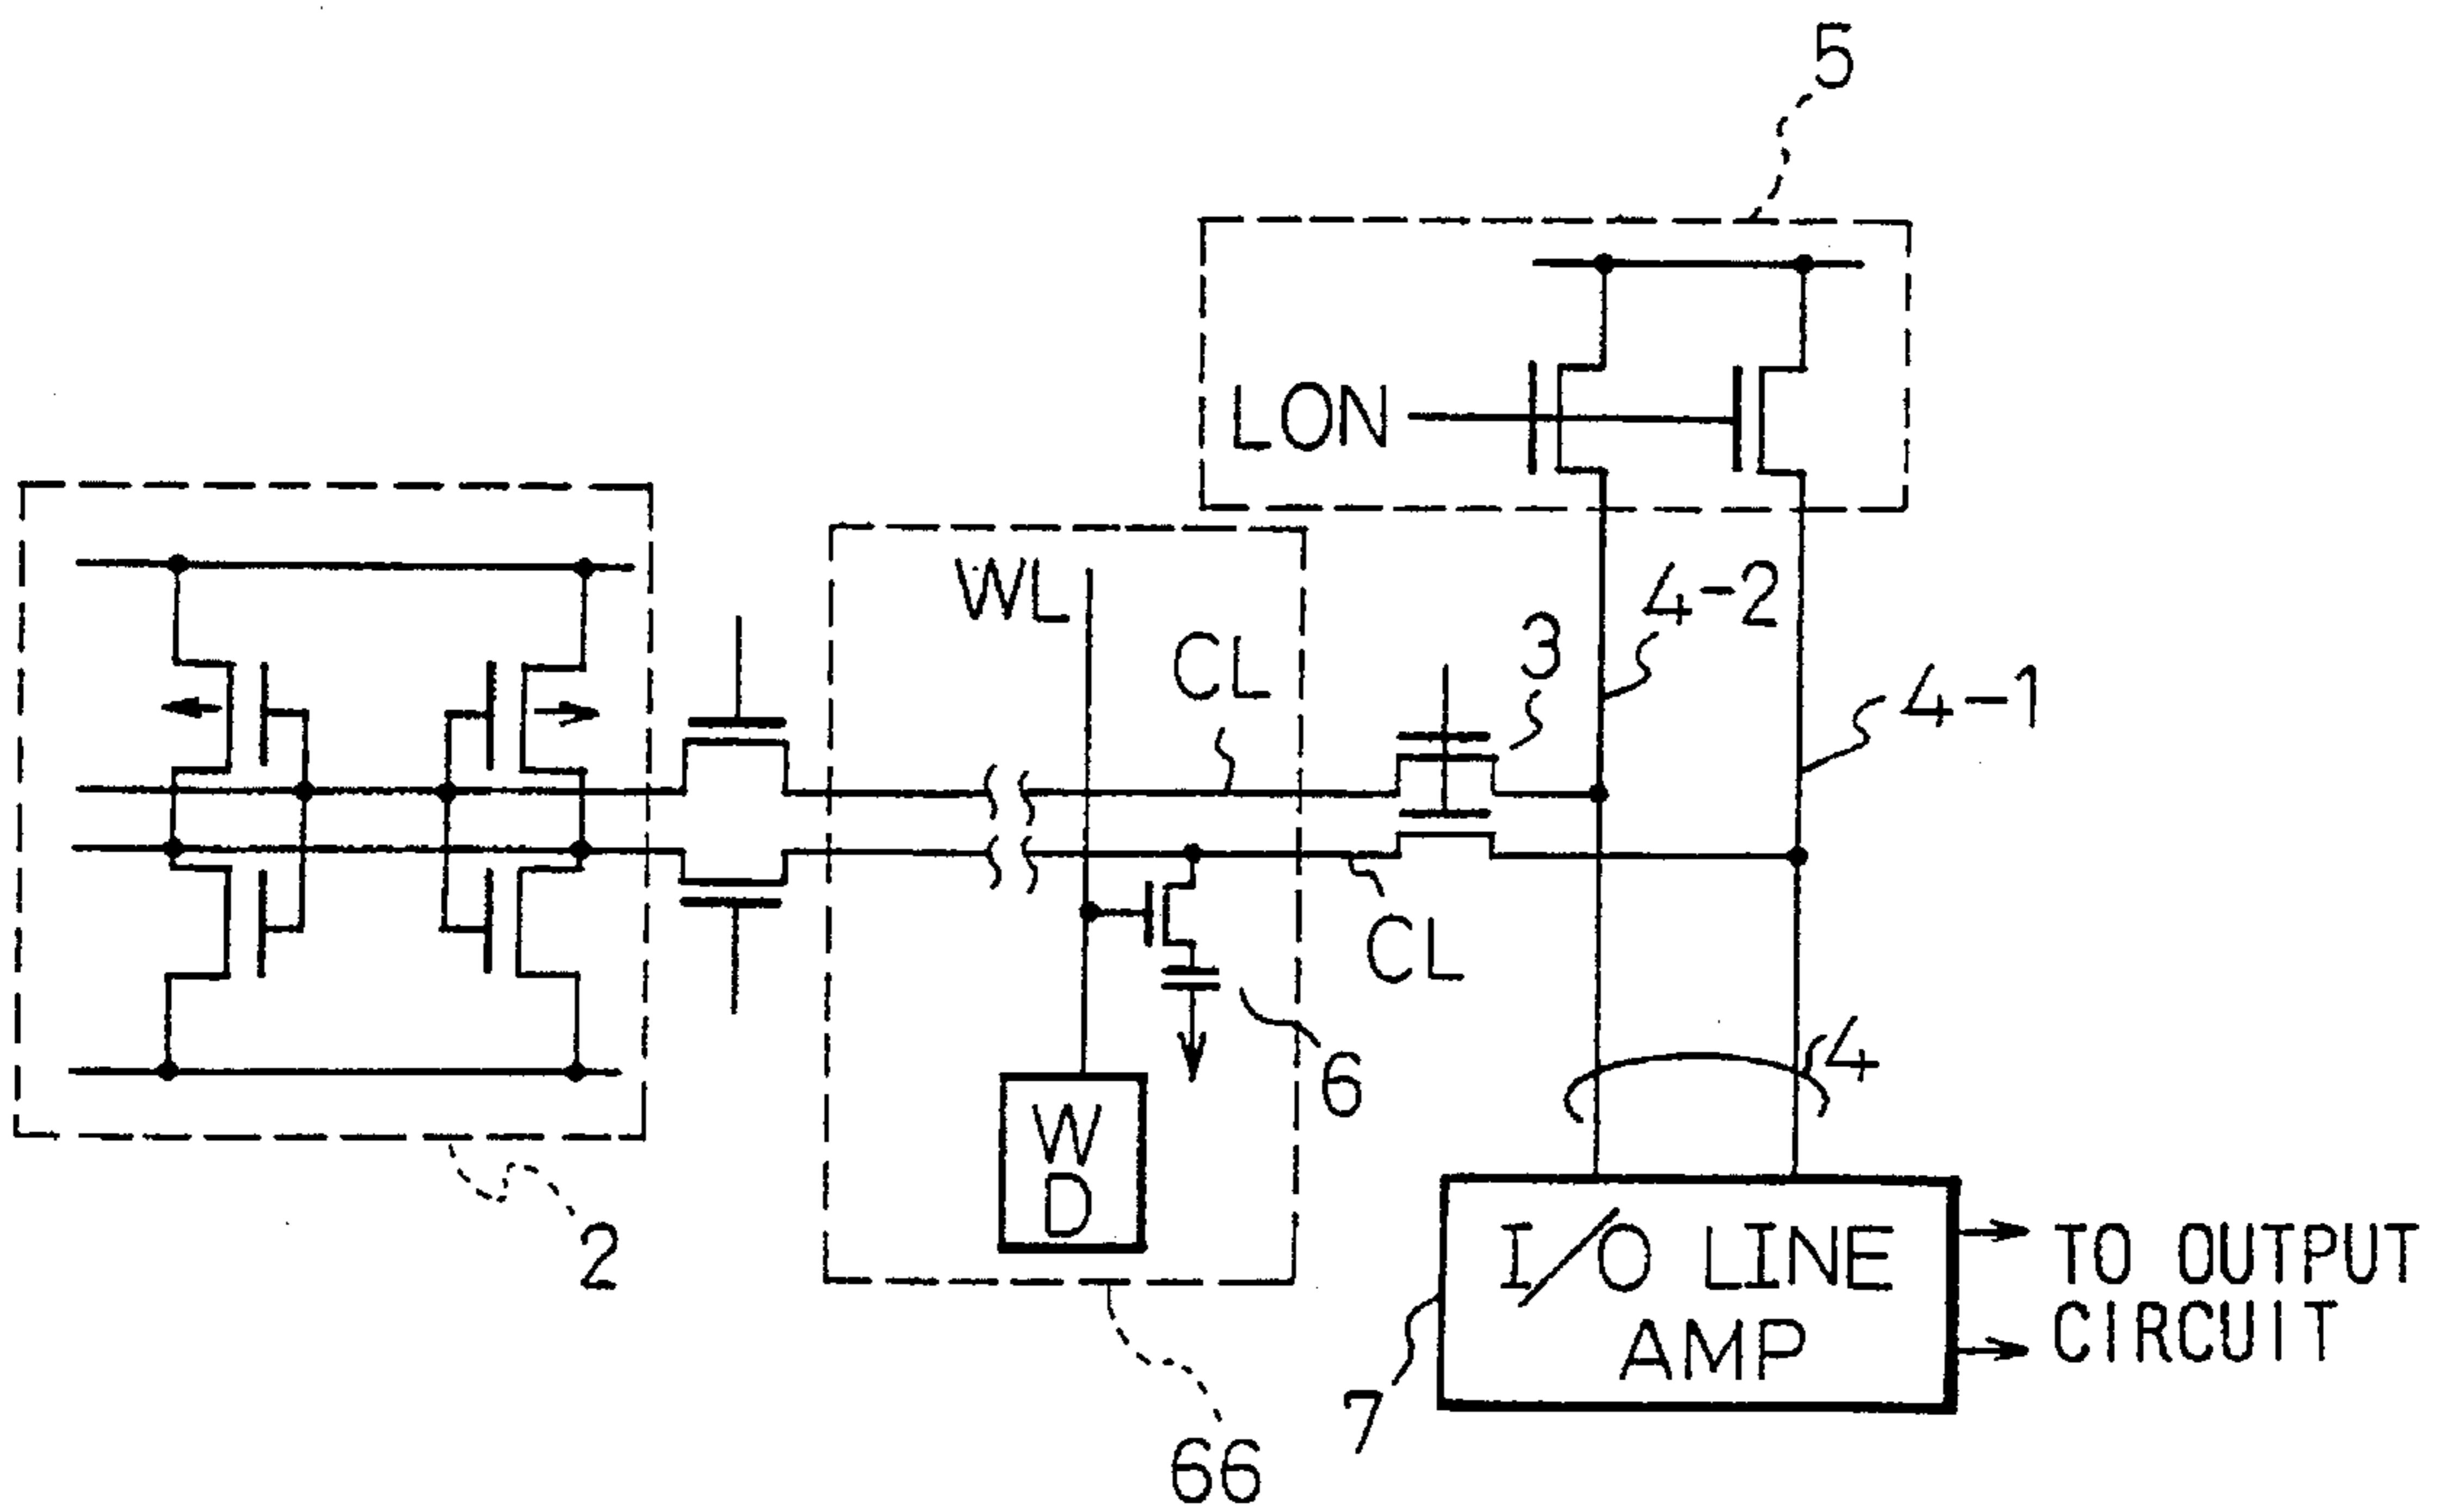 5
LON
WL
4-2
3
CL
4-1
CL
6
4
W
D
2
I/O LINE
AMP
TO OUTPUT
CIRCUIT
7
66